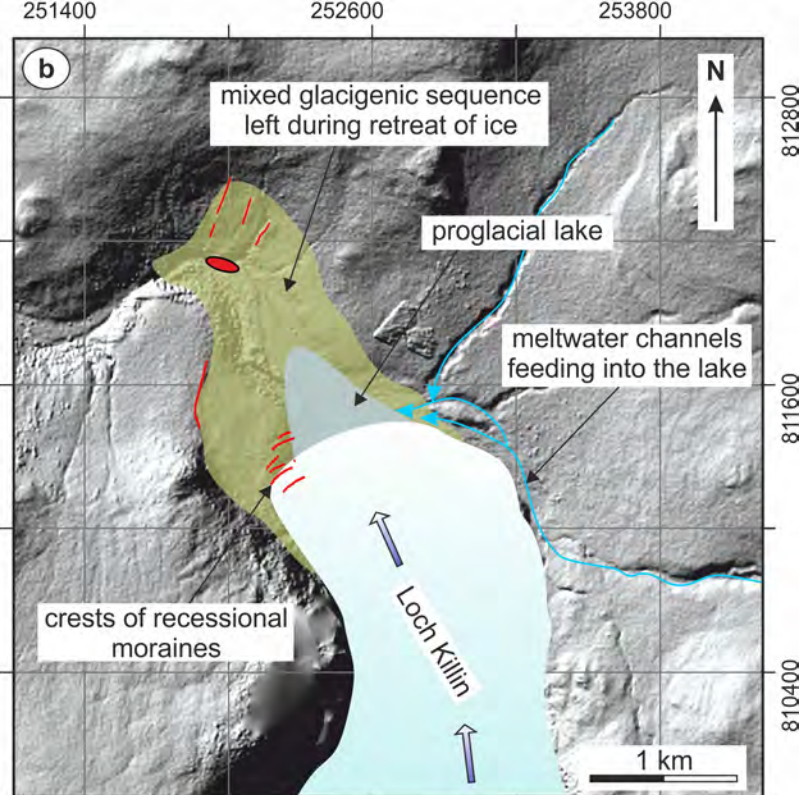 251400
252600
253800
b
mixed glacigenic sequence
left during retreat of ice
N
812800
proglacial lake
meltwater channels
feeding into the lake
811600
crests of recessional
moraines
Loch Killin
810400
1 km